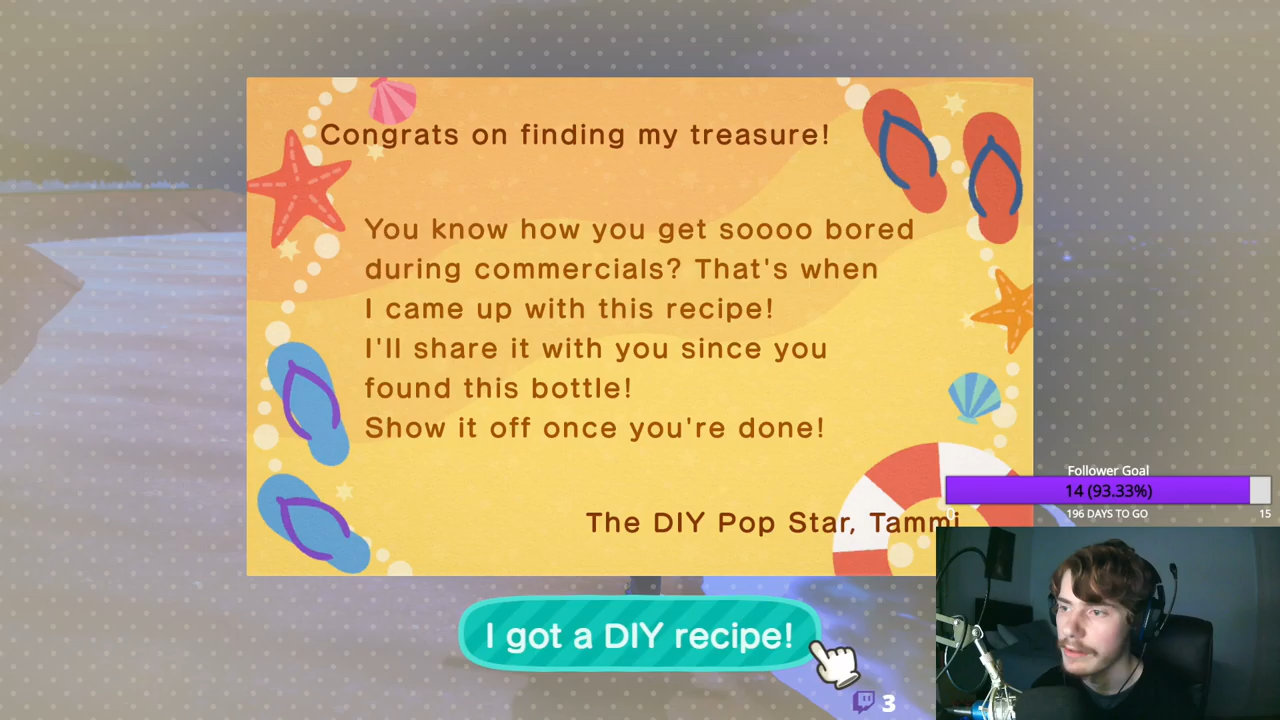 Congrats on finding my treasure!
You know how you get soooo bored
during commercials? That's when
I came up with this recipe!
I'll share it with you since you
found this bottle!
Show it off once you're done!
The DIY Pop Star, Tammi
I got a DIY recipe!
Follower Goal
14 (93.33%)
0
196 DAYS TO GO
15
3